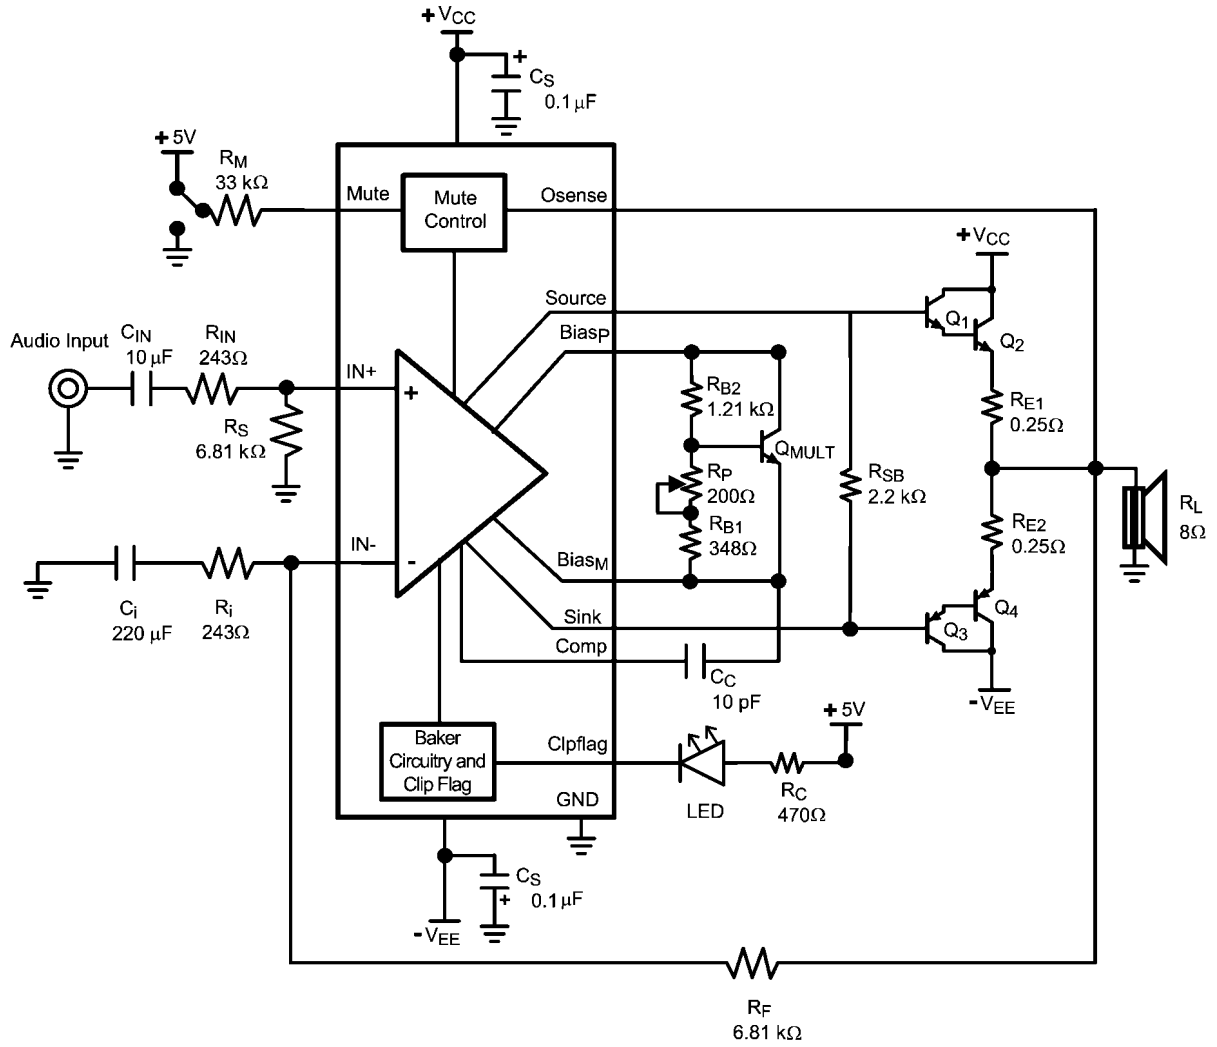 +VCC
+
CS
0.1 μF
+5V
RM
33 kΩ
Mute
Mute
Control
Osense
+VCC
Source
BiasP
Q1
Q2
Audio Input
CIN
10 μF
RIN
243Ω
IN+
+
RS
6.81 kΩ
RB2
1.21 kΩ
QMULT
RE1
0.25Ω
RP
200Ω
RSB
2.2 kΩ
RB1
348Ω
RE2
0.25Ω
RL
8Ω
IN-
-
BiasM
Ci
220 μF
Ri
243Ω
Sink
Comp
Q3
Q4
CC
10 pF
-VEE
+5V
Baker
Circuitry and
Clip Flag
Clpflag
LED
RC
470Ω
GND
CS
+
0.1 μF
-VEE
RF
6.81 kΩ